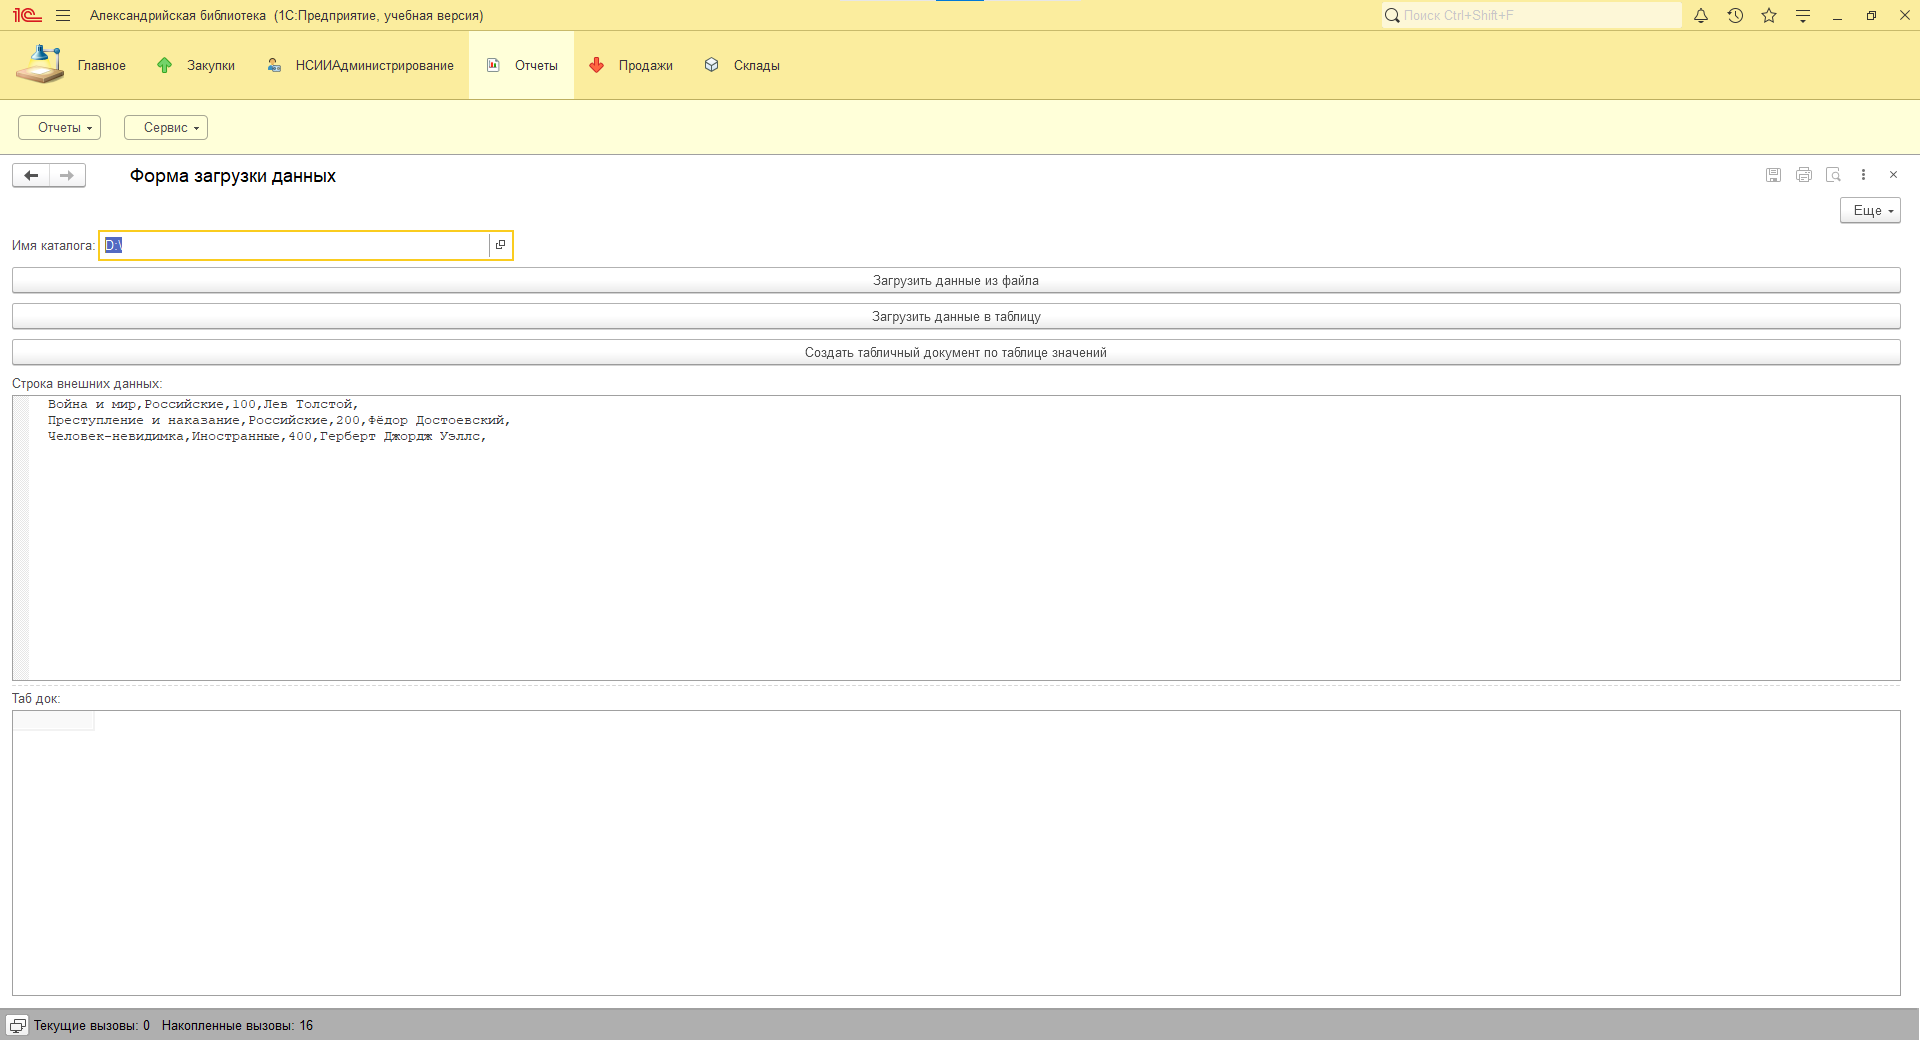 1С Александрийская библиотека (1С:Предприятие, учебная версия) Поиск Ctrl+Shift+F
Главное Закупки НСИИАдминистрирование Отчеты Продажи Склады
Отчеты Сервис
Форма загрузки данных
Еще
Имя каталога: D:\
Загрузить данные из файла
Загрузить данные в таблицу
Создать табличный документ по таблице значений
Строка внешних данных:
Война и мир,Российские,100,Лев Толстой,
Преступление и наказание,Российские,200,Фёдор Достоевский,
Человек-невидимка,Иностранные,400,Герберт Джордж Уэллс,
Таб док:
Текущие вызовы: 0 Накопленные вызовы: 16